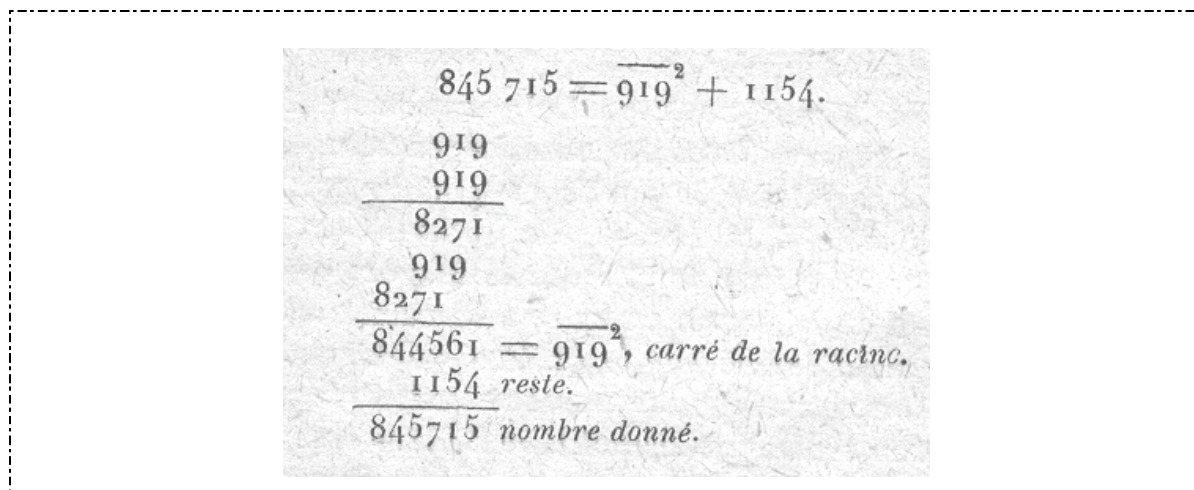 845 715 = 919² + 1154.
919
919
8271
919
8271
844561 = 919², carré de la racine.
1154 reste.
845715 nombre donné.